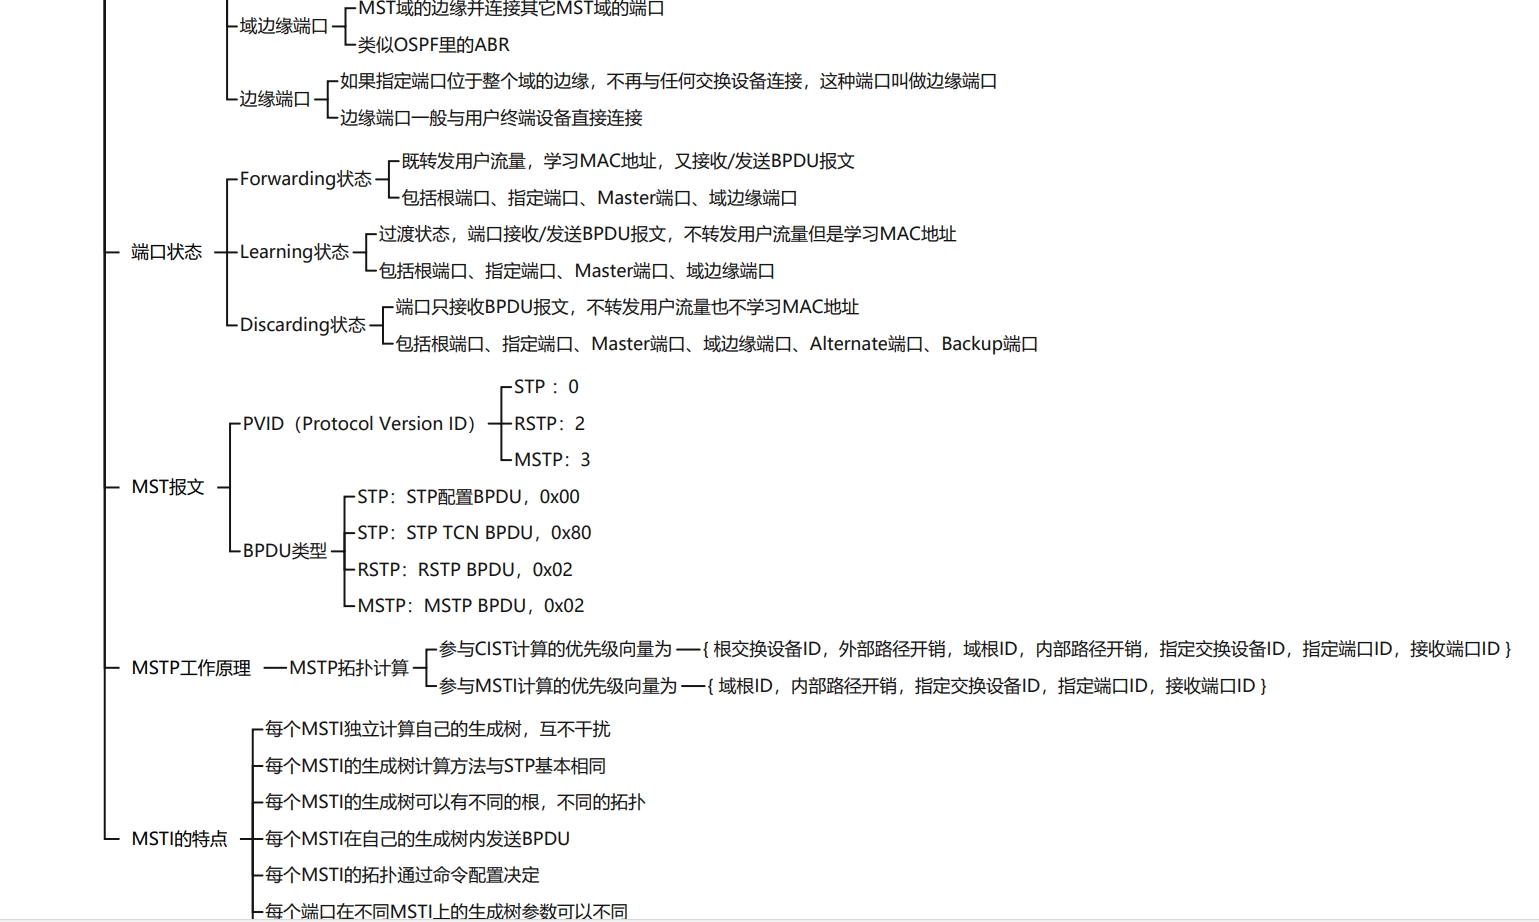 MST域的边缘并连接其它MST域的端口
域边缘端口
类似OSPF里的ABR
如果指定端口位于整个域的边缘，不再与任何交换设备连接，这种端口叫做边缘端口
边缘端口
边缘端口一般与用户终端设备直接连接
端口状态
Forwarding状态
既转发用户流量，学习MAC地址，又接收/发送BPDU报文
包括根端口、指定端口、Master端口、域边缘端口
Learning状态
过渡状态，端口接收/发送BPDU报文，不转发用户流量但是学习MAC地址
包括根端口、指定端口、Master端口、域边缘端口
Discarding状态
端口只接收BPDU报文，不转发用户流量也不学习MAC地址
包括根端口、指定端口、Master端口、域边缘端口、Alternate端口、Backup端口
MST报文
PVID（Protocol Version ID）
STP ：0
RSTP：2
MSTP：3
BPDU类型
STP：STP配置BPDU，0x00
STP：STP TCN BPDU，0x80
RSTP：RSTP BPDU，0x02
MSTP：MSTP BPDU，0x02
MSTP工作原理
MSTP拓扑计算
参与CIST计算的优先级向量为
{ 根交换设备ID，外部路径开销，域根ID，内部路径开销，指定交换设备ID，指定端口ID，接收端口ID }
参与MSTI计算的优先级向量为
{ 域根ID，内部路径开销，指定交换设备ID，指定端口ID，接收端口ID }
MSTI的特点
每个MSTI独立计算自己的生成树，互不干扰
每个MSTI的生成树计算方法与STP基本相同
每个MSTI的生成树可以有不同的根，不同的拓扑
每个MSTI在自己的生成树内发送BPDU
每个MSTI的拓扑通过命令配置决定
每个端口在不同MSTI上的生成树参数可以不同